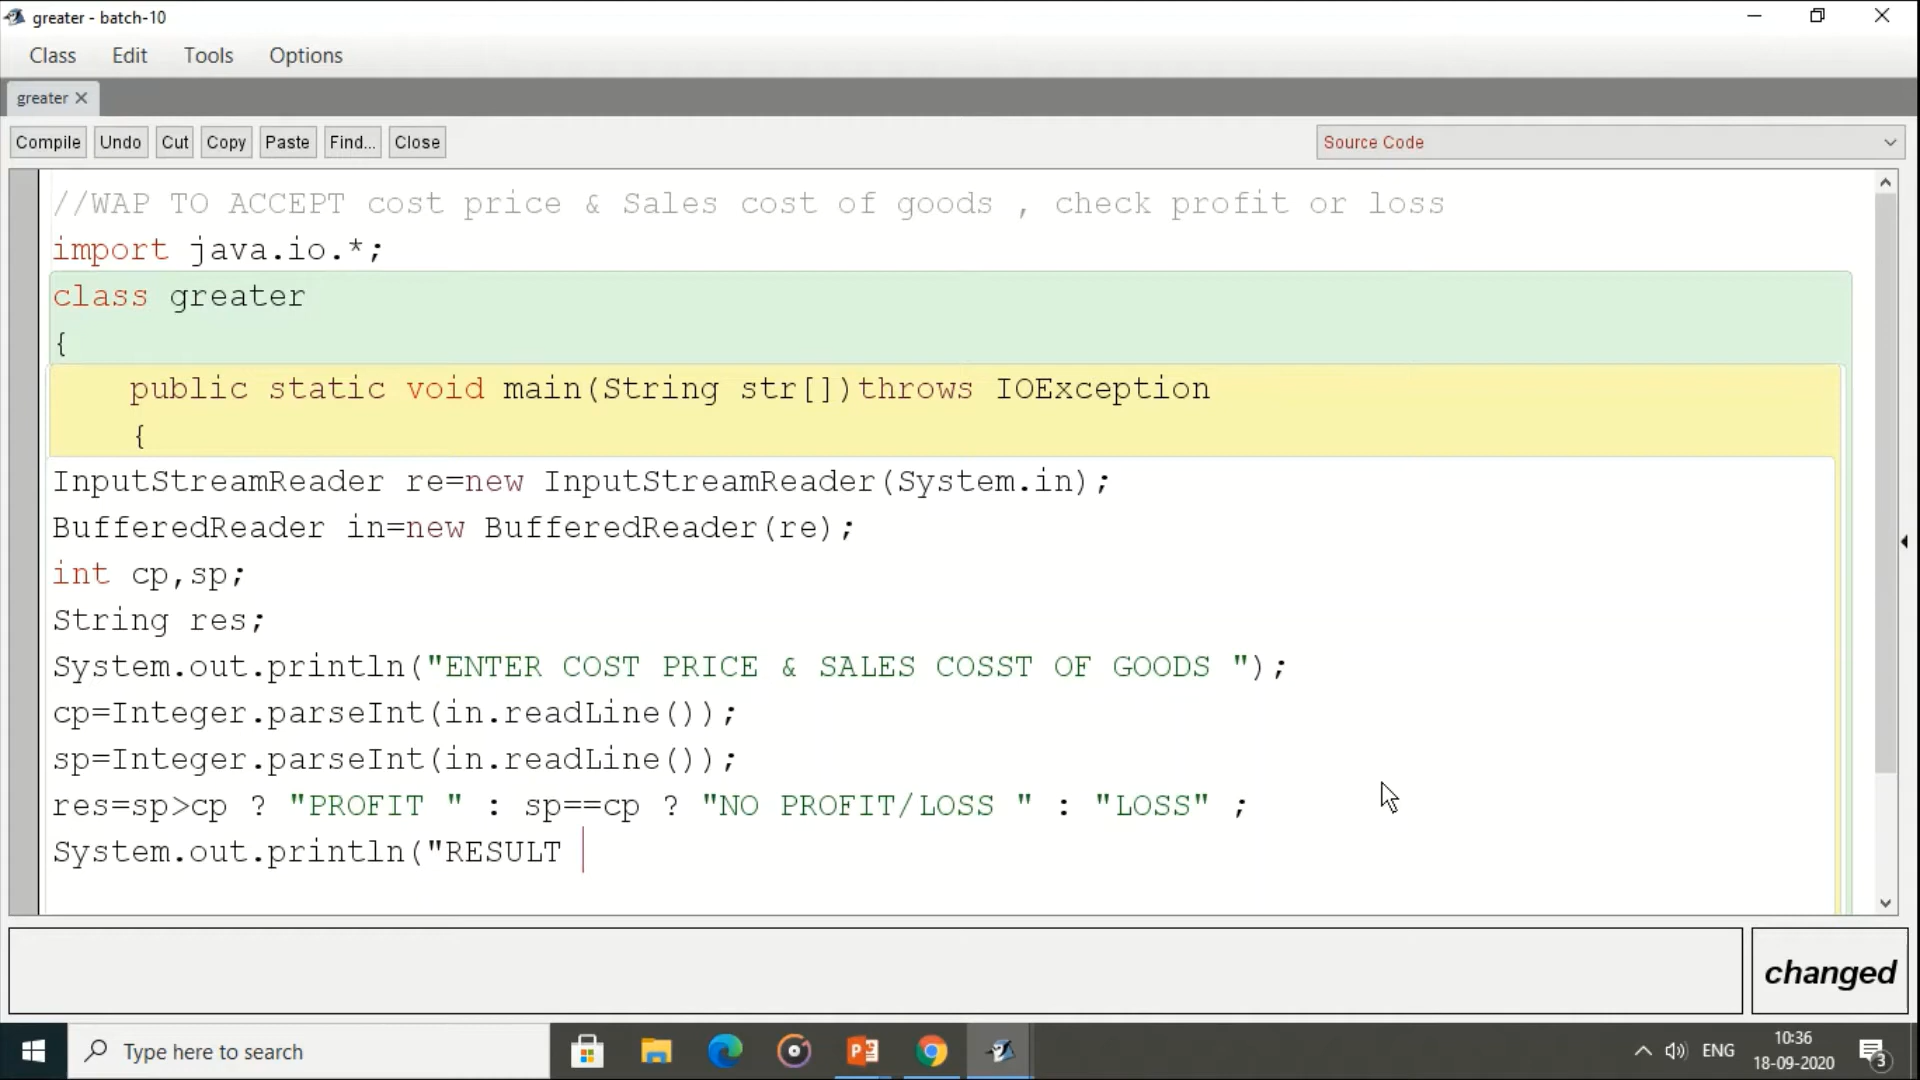 greater - batch-10
Class Edit Tools Options
greater
Compile Undo Cut Copy Paste Find... Close Source Code
//WAP TO ACCEPT cost price & Sales cost of goods , check profit or loss
import java.io.*;
class greater
{
public static void main(String str[])throws IOException
{
InputStreamReader re=new InputStreamReader(System.in);
BufferedReader in=new BufferedReader(re);
int cp,sp;
String res;
System.out.println("ENTER COST PRICE & SALES COSST OF GOODS ");
cp=Integer.parseInt(in.readLine());
sp=Integer.parseInt(in.readLine());
res=sp>cp ? "PROFIT " : sp==cp ? "NO PROFIT/LOSS " : "LOSS" ;
System.out.println("RESULT
changed
Type here to search
ENG
10:36
18-09-2020
3